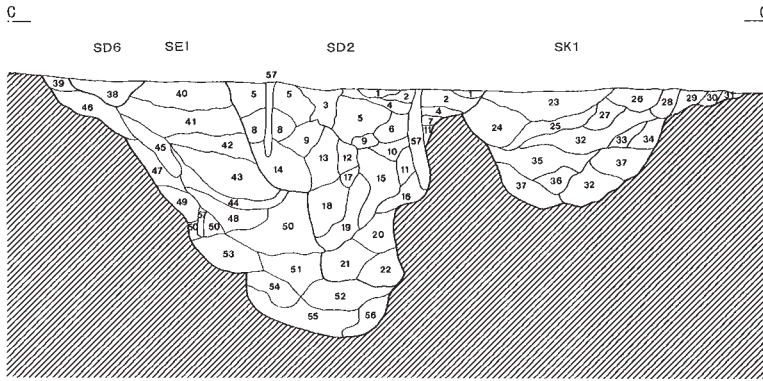 C C
SD6 SE1 SD2 SK1
57
39 38 40 5 5 3 1 2 1 2 23 26 28 29 30 31
46 41 8 8 5 4 4 7 11 24 25 27
45 42 9 6 9 57 32 33 34
47 43 14 13 12 10 15 11 35 37
49 44 17 16 37 36 32
50 57 50 48 50 18 19 20
53 51 21 22
54 52
55 56